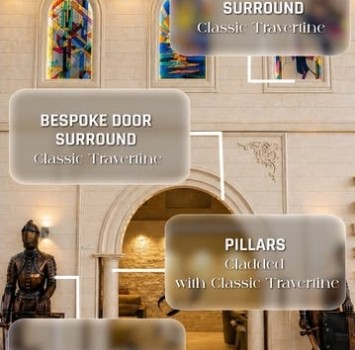 SURROUND
Classic Travertine
BESPOKE DOOR
SURROUND
Classic Travertine
PILLARS
Cladded
with Classic Travertine